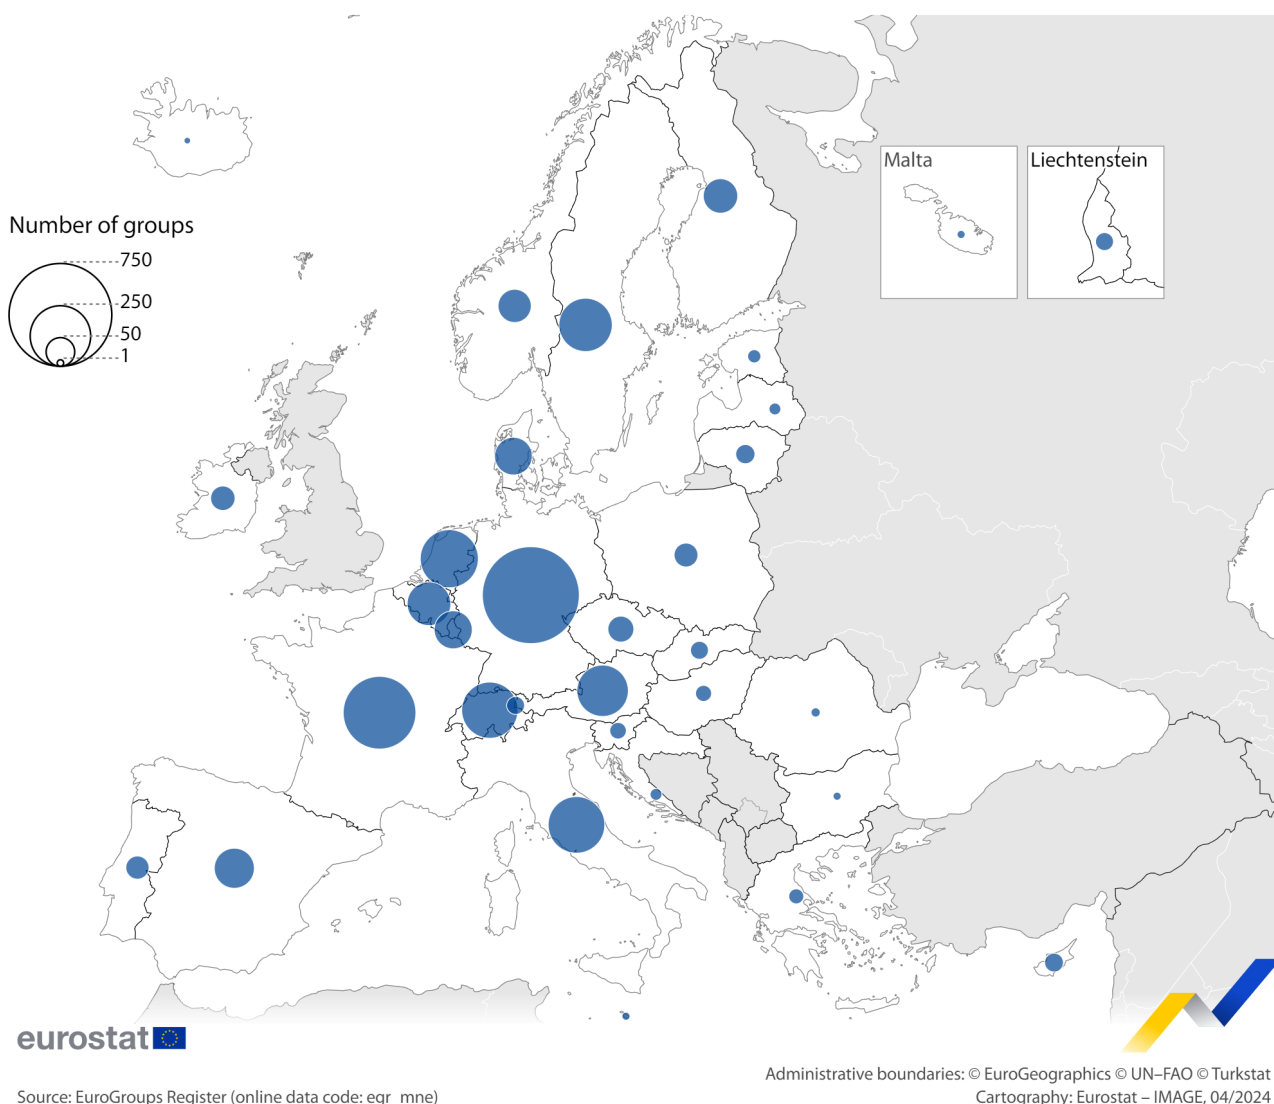 Malta
Liechtenstein
Number of groups
750
250
50
1
eurostat
Administrative boundaries: © EuroGeographics © UN–FAO © Turkstat
Source: EuroGroups Register (online data code: egr_mne)
Cartography: Eurostat – IMAGE, 04/2024